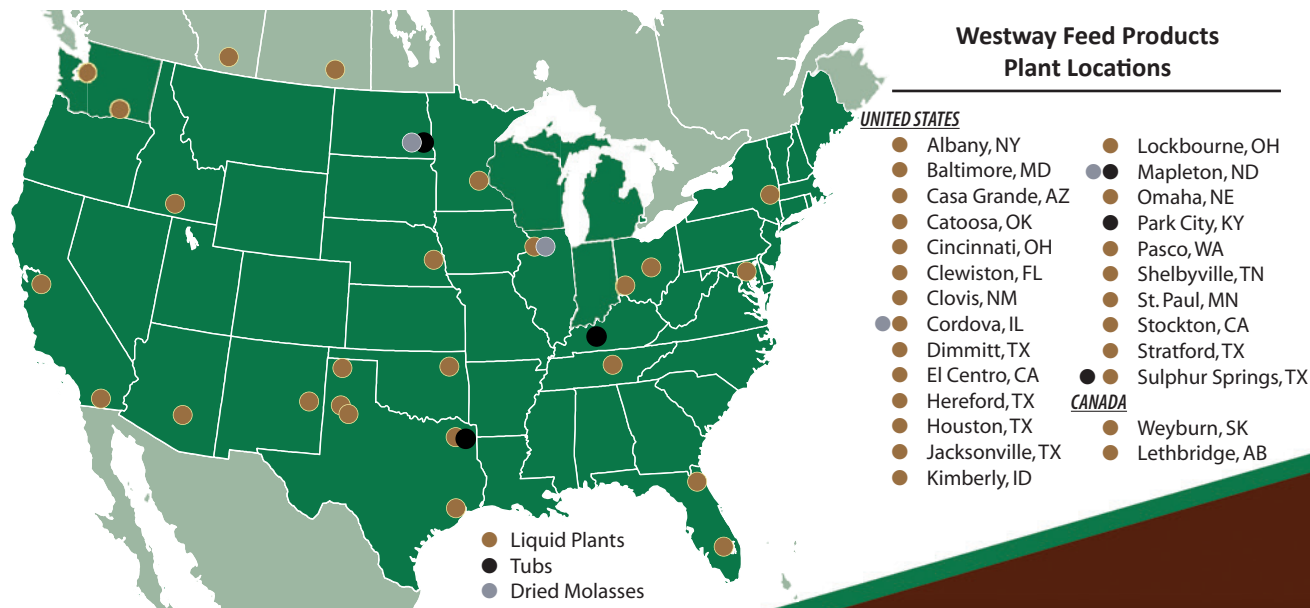 Westway Feed Products
Plant Locations
UNITED STATES
Albany, NY
Baltimore, MD
Casa Grande, AZ
Catoosa, OK
Cincinnati, OH
Clewiston, FL
Clovis, NM
Cordova, IL
Dimmitt, TX
El Centro, CA
Hereford, TX
Houston, TX
Jacksonville, TX
Kimberly, ID
Lockbourne, OH
Mapleton, ND
Omaha, NE
Park City, KY
Pasco, WA
Shelbyville, TN
St. Paul, MN
Stockton, CA
Stratford, TX
Sulphur Springs, TX
CANADA
Weyburn, SK
Lethbridge, AB
Liquid Plants
Tubs
Dried Molasses